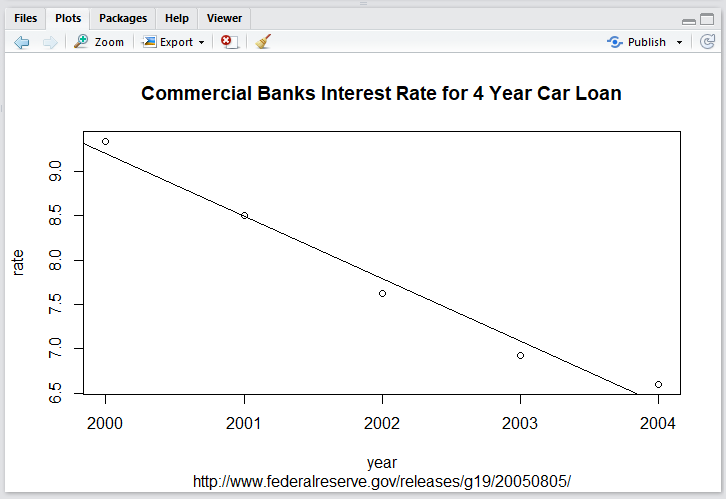 Files Plots Packages Help Viewer
Zoom Export Publish
Commercial Banks Interest Rate for 4 Year Car Loan
9.0
8.5
8.0
7.5
7.0
6.5
rate
2000 2001 2002 2003 2004
year
http://www.federalreserve.gov/releases/g19/20050805/